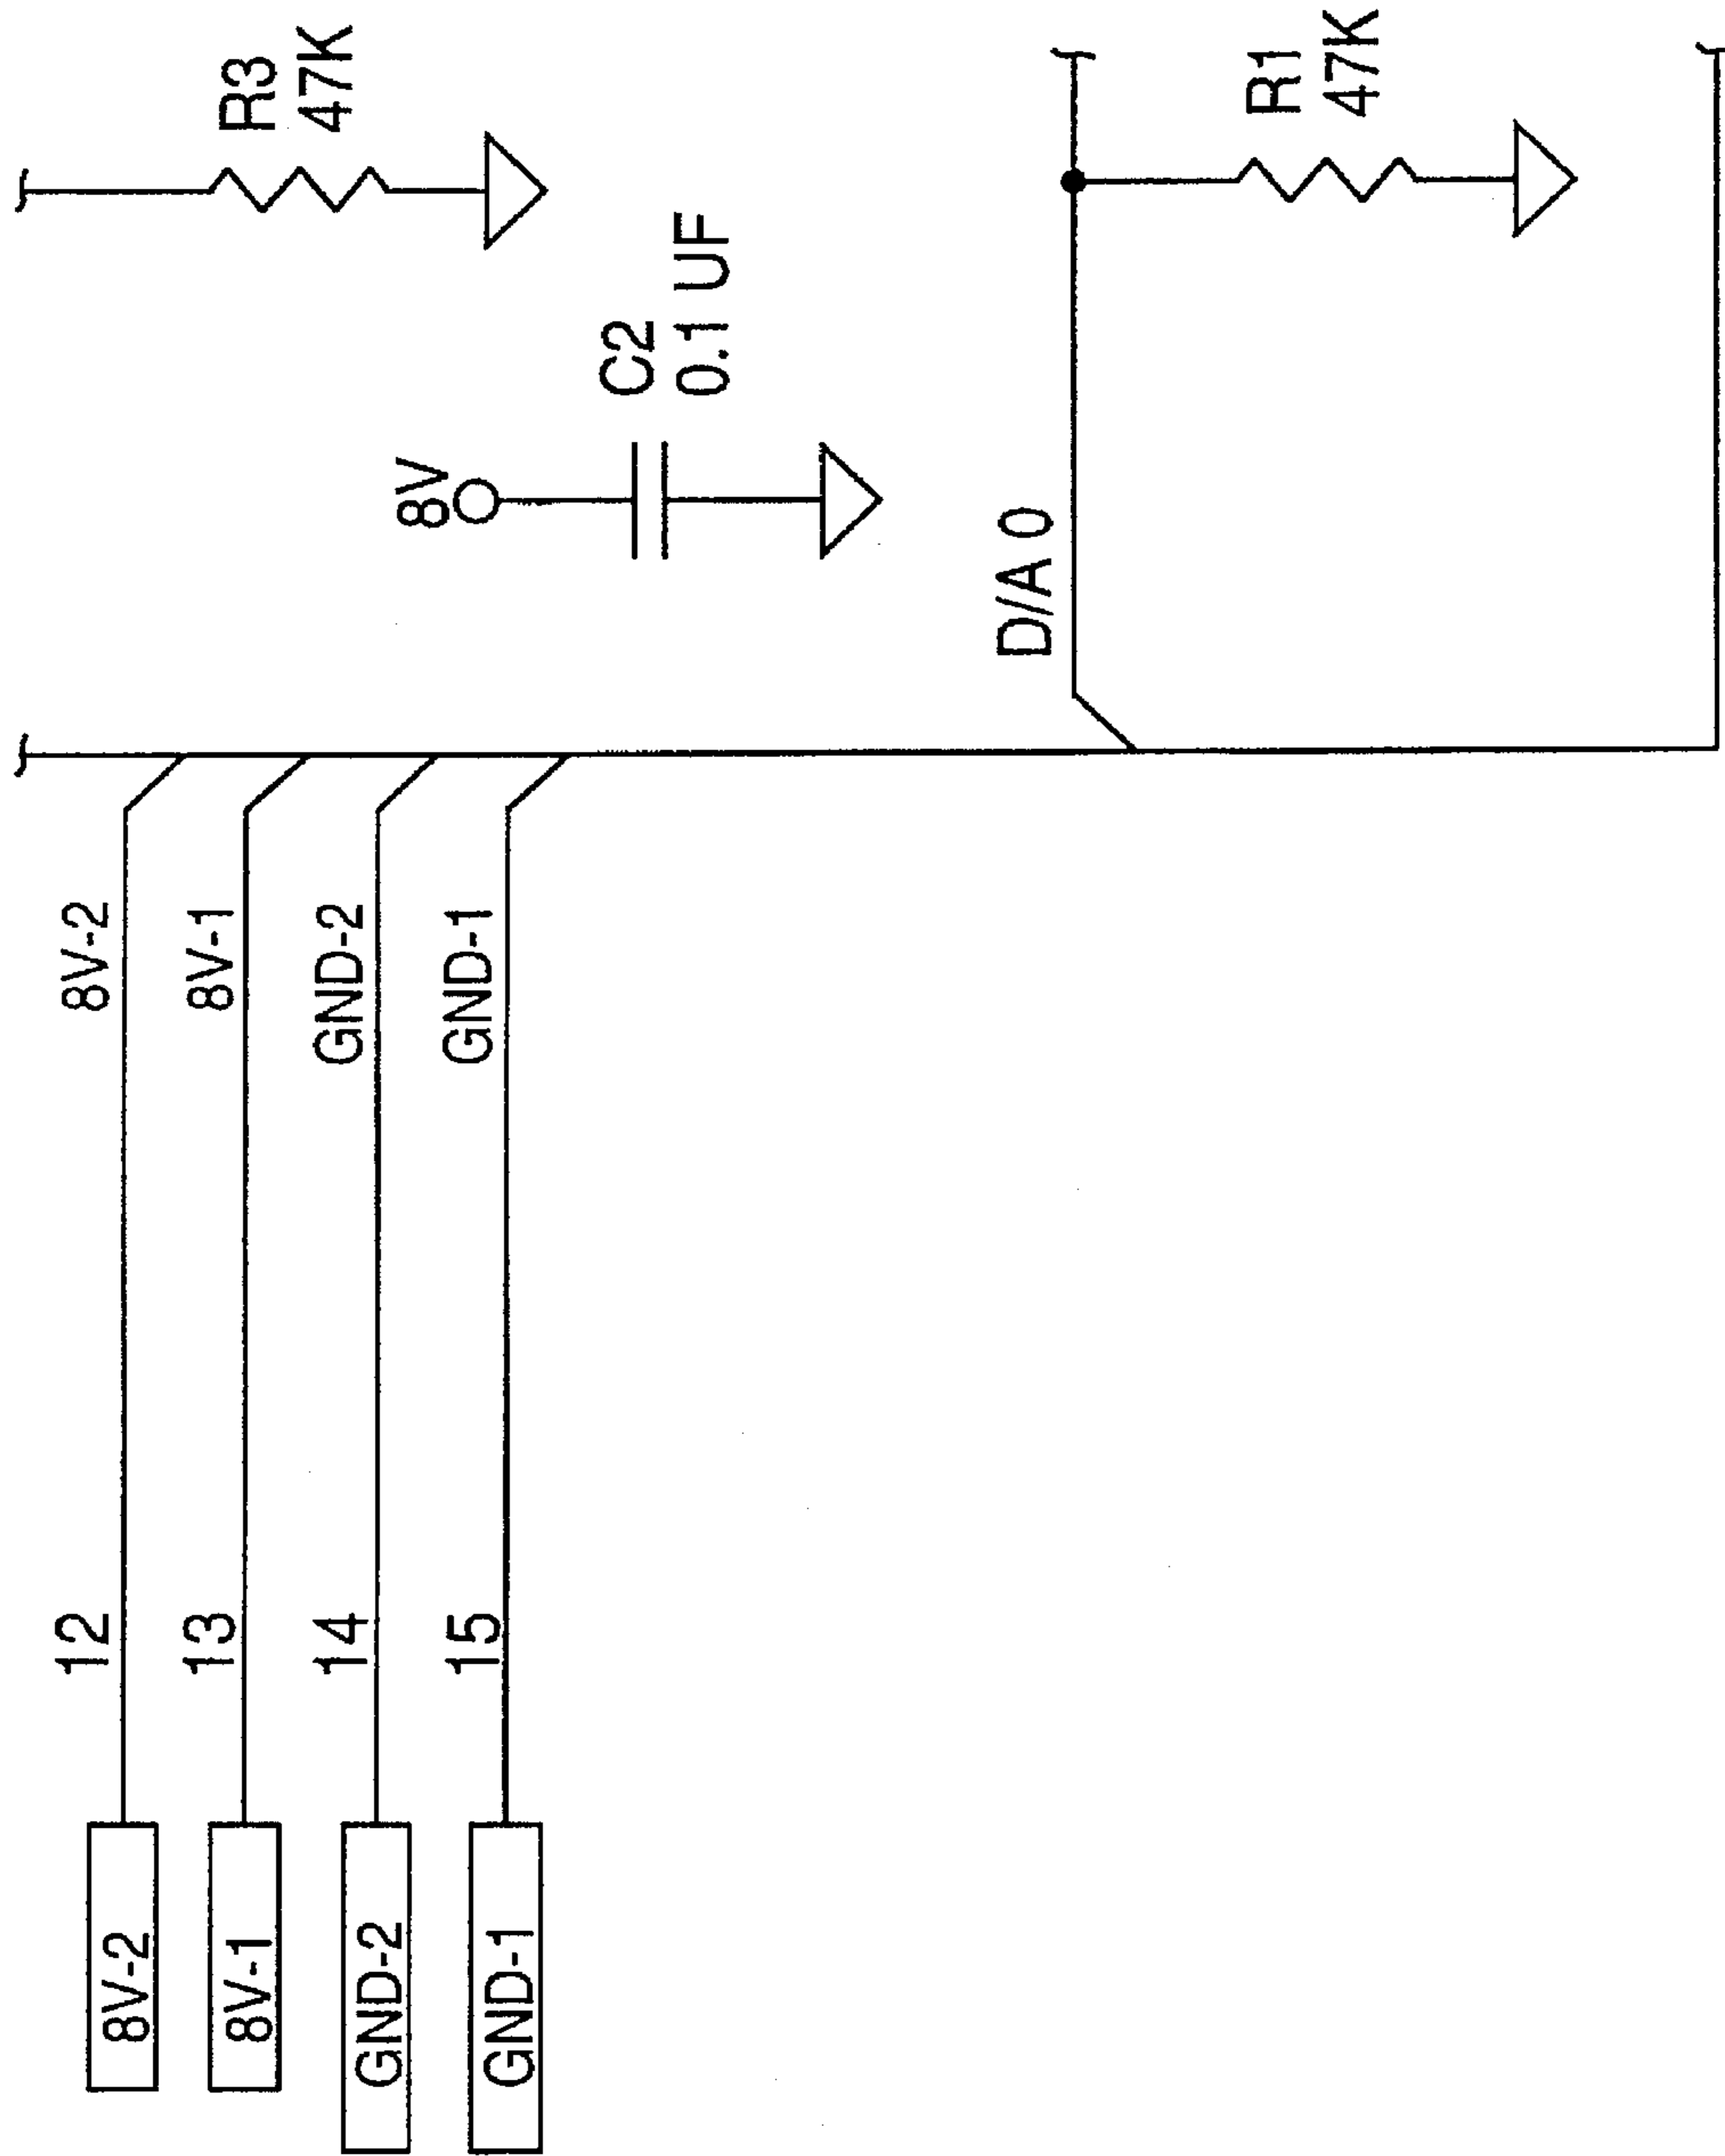 8V-2
12
8V-2
8V-1
13
8V-1
GND-2
14
GND-2
GND-1
15
GND-1
R3
47K
8V
C2
0.1 UF
D/A 0
R1
47K